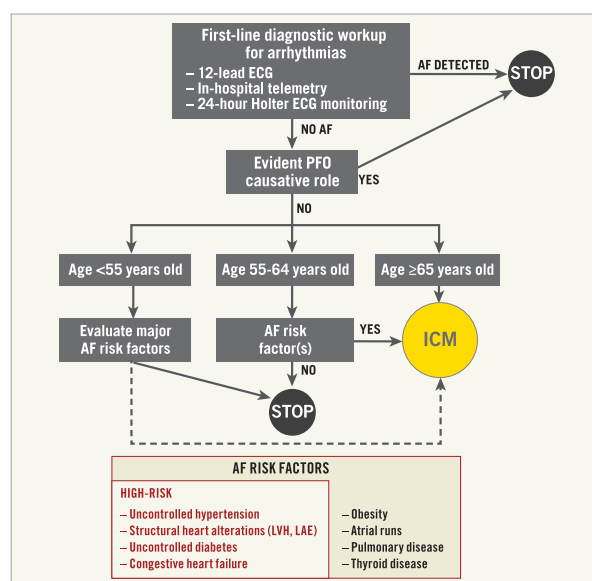 First-line diagnostic workup
for arrhythmias
– 12-lead ECG
– In-hospital telemetry
– 24-hour Holter ECG monitoring
AF DETECTED
STOP
NO AF
Evident PFO
causative role
YES
NO
Age <55 years old
Age 55-64 years old
Age ≥65 years old
Evaluate major
AF risk factors
AF risk
factor(s)
YES
ICM
NO
STOP
AF RISK FACTORS
HIGH-RISK
– Uncontrolled hypertension
– Structural heart alterations (LVH, LAE)
– Uncontrolled diabetes
– Congestive heart failure
– Obesity
– Atrial runs
– Pulmonary disease
– Thyroid disease